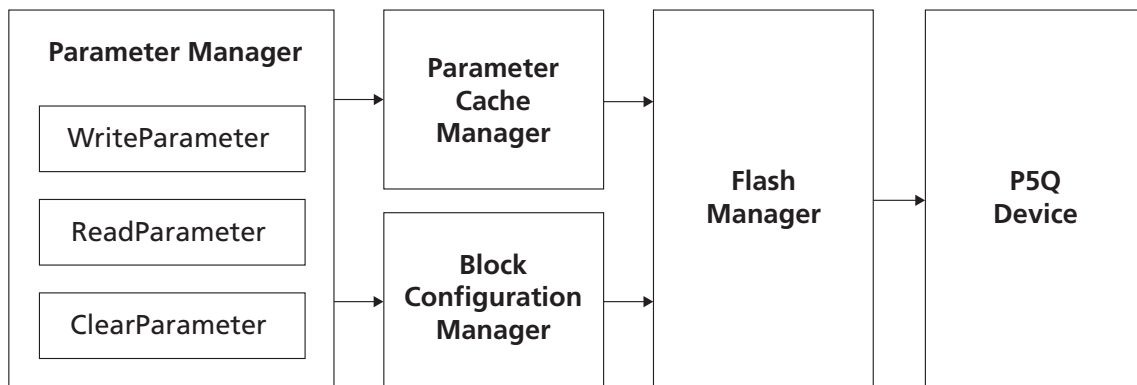 Parameter Manager
WriteParameter
ReadParameter
ClearParameter
Parameter
Cache
Manager
Block
Configuration
Manager
Flash
Manager
P5Q
Device